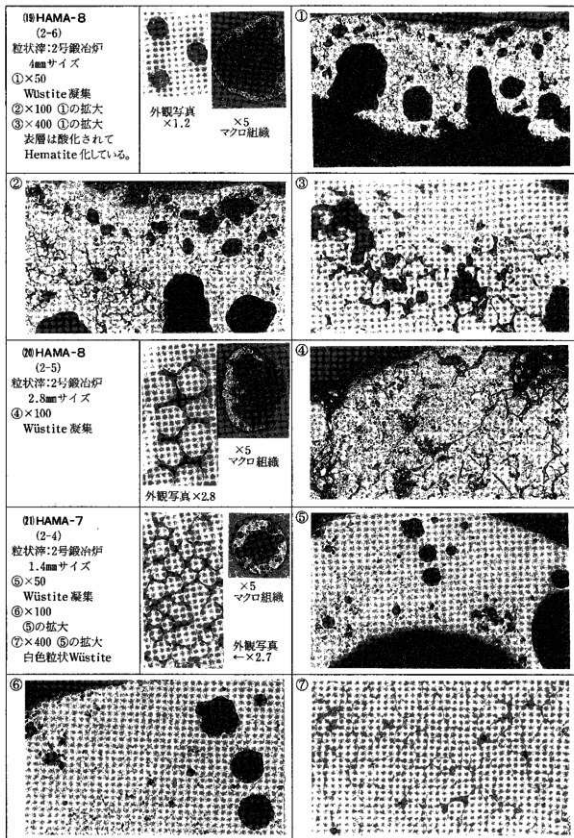 ⒆HAMA-8
(2-6)
粒状滓:2号鍛冶炉
4㎜サイズ
①×50
Wüstite凝集
②×100 ①の拡大
③×400 ①の拡大
表層は酸化されて
Hematite化している。
外観写真
×1.2
×5
マクロ組織
①
②
③
⒇HAMA-8
(2-5)
粒状滓:2号鍛冶炉
2.8㎜サイズ
④×100
Wüstite凝集
×5
マクロ組織
外観写真×2.8
④
(21)HAMA-7
(2-4)
粒状滓:2号鍛冶炉
1.4㎜サイズ
⑤×50
Wüstite凝集
⑥×100
⑤の拡大
⑦×400 ⑤の拡大
白色粒状Wüstite
×5
マクロ組織
外観写真
←×2.7
⑤
⑥
⑦